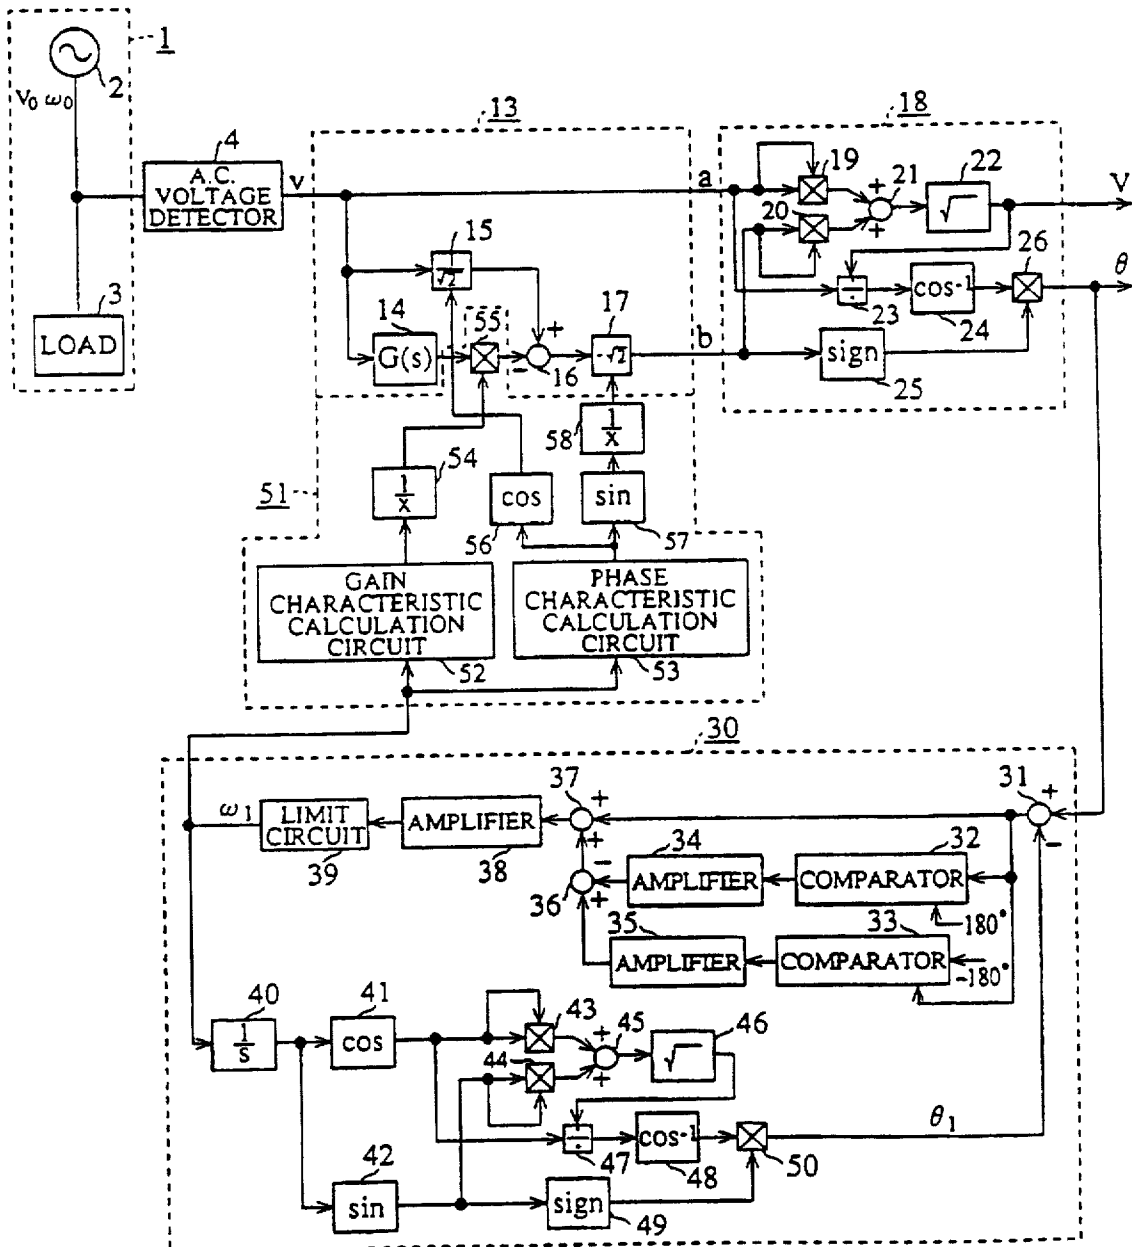 1
2
V0 ω0
13
18
4
A.C.
VOLTAGE
DETECTOR
v
a
19
+
21
22
√
V
20
+
26
θ
15
1
√2
3
LOAD
14
G(s)
55
+
−
16
17
-√2
b
÷
23
cos-1
24
sign
25
58
1
x
54
1
x
51
cos
56
sin
57
GAIN
CHARACTERISTIC
CALCULATION
CIRCUIT
52
PHASE
CHARACTERISTIC
CALCULATION
CIRCUIT
53
30
ω1
LIMIT
CIRCUIT
39
AMPLIFIER
38
37
+
+
31
+
−
−
36
+
34
AMPLIFIER
32
COMPARATOR
180°
35
AMPLIFIER
33
COMPARATOR
-180°
40
1
s
41
cos
43
44
+
45
+
46
√
÷
47
cos-1
48
50
θ1
42
sin
sign
49